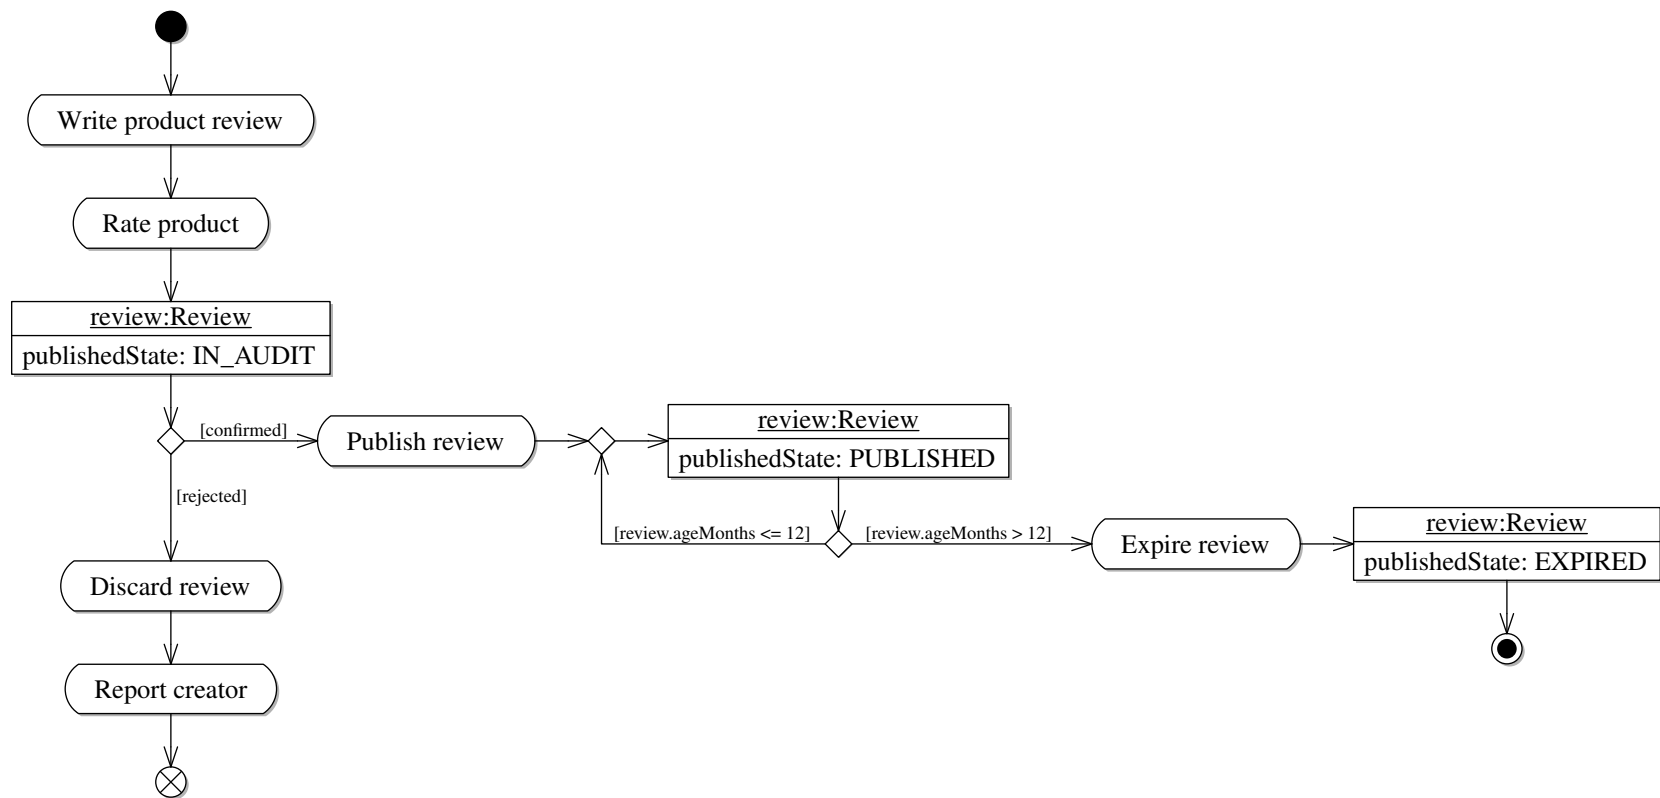 Write product review
Rate product
review:Review
publishedState: IN_AUDIT
[confirmed]
Publish review
review:Review
publishedState: PUBLISHED
[rejected]
[review.ageMonths <= 12]
[review.ageMonths > 12]
Expire review
review:Review
publishedState: EXPIRED
Discard review
Report creator